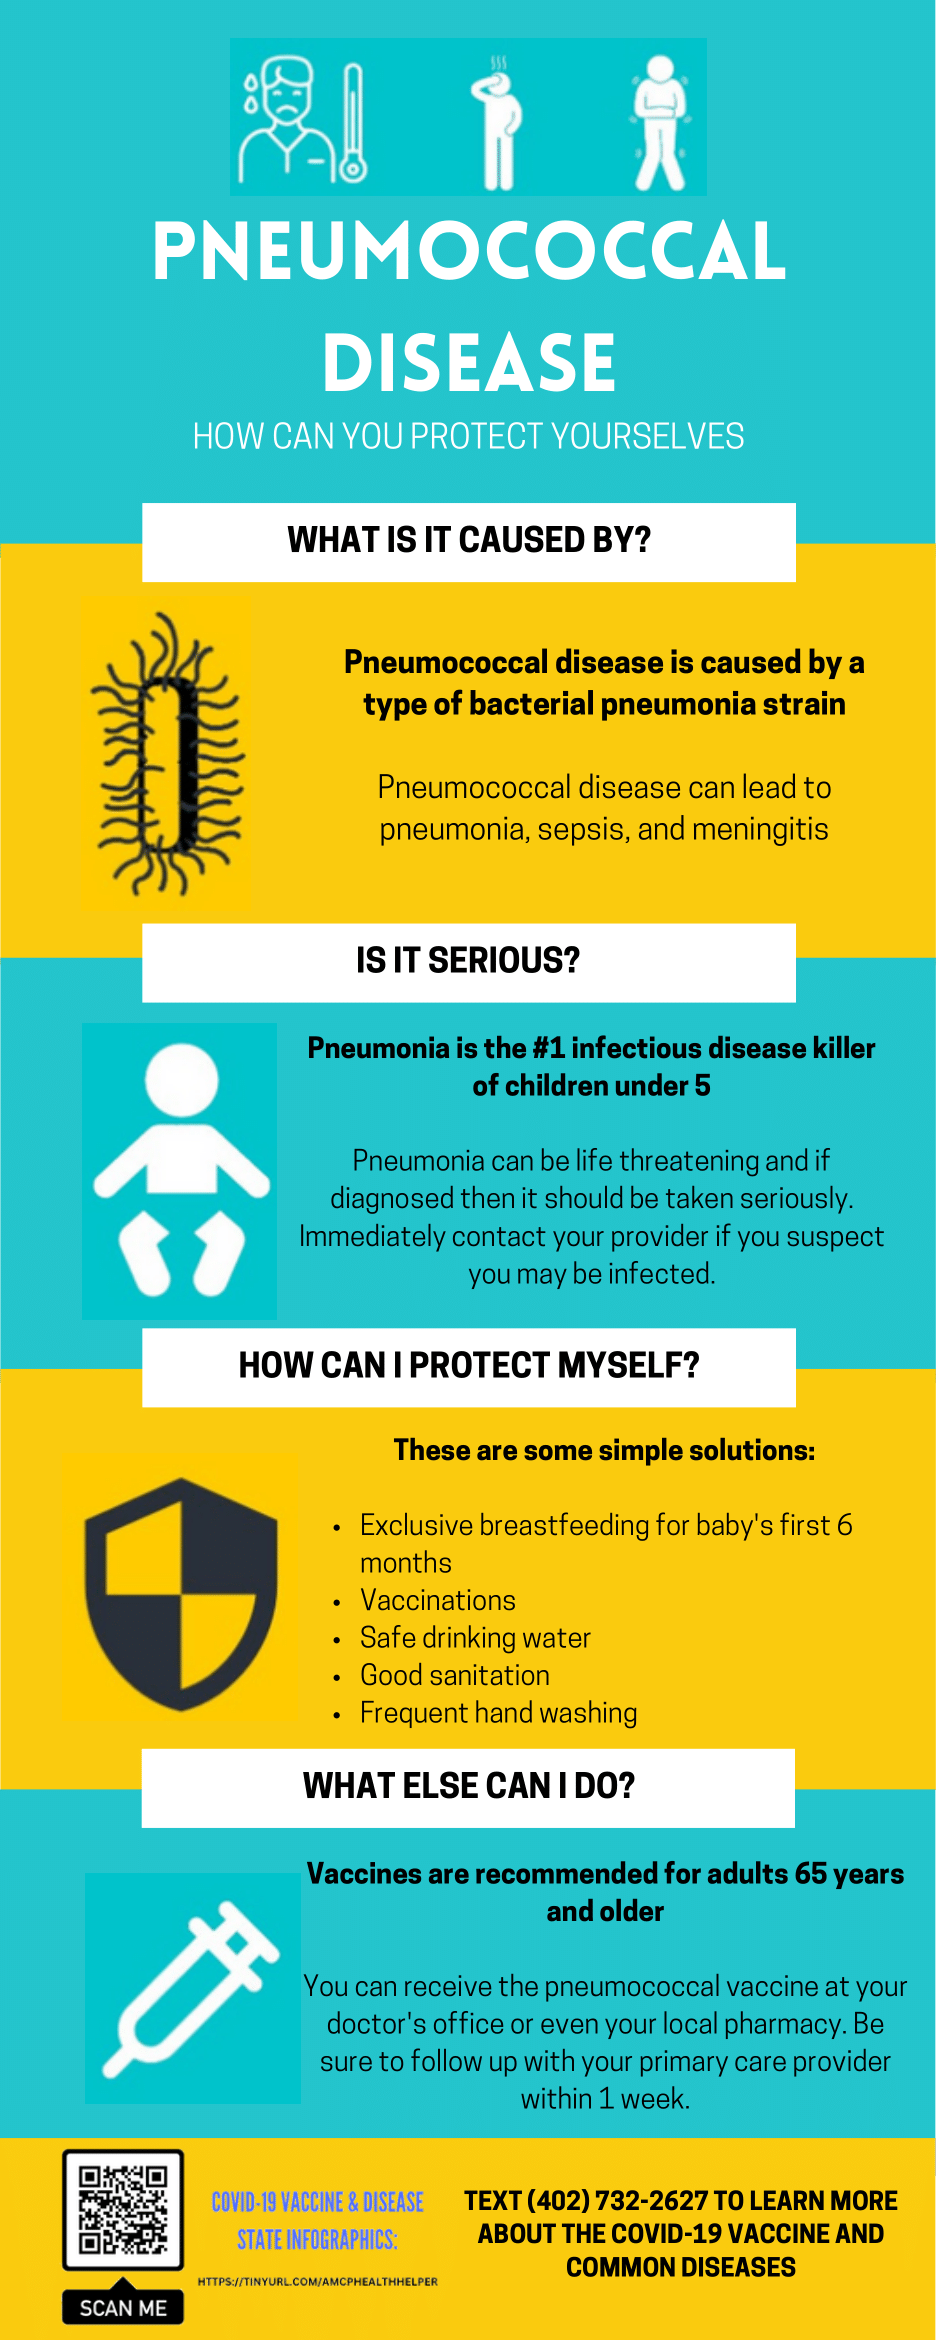 PNEUMOCOCCAL
DISEASE
HOW CAN YOU PROTECT YOURSELVES
WHAT IS IT CAUSED BY?
Pneumococcal disease is caused by a
type of bacterial pneumonia strain
Pneumococcal disease can lead to
pneumonia, sepsis, and meningitis
IS IT SERIOUS?
Pneumonia is the #1 infectious disease killer
of children under 5
Pneumonia can be life threatening and if
diagnosed then it should be taken seriously.
Immediately contact your provider if you suspect
you may be infected.
HOW CAN I PROTECT MYSELF?
These are some simple solutions:
• Exclusive breastfeeding for baby's first 6
months
• Vaccinations
• Safe drinking water
• Good sanitation
• Frequent hand washing
WHAT ELSE CAN I DO?
Vaccines are recommended for adults 65 years
and older
You can receive the pneumococcal vaccine at your
doctor's office or even your local pharmacy. Be
sure to follow up with your primary care provider
within 1 week.
SCAN ME
COVID-19 VACCINE & DISEASE
STATE INFOGRAPHICS:
HTTPS://TINYURL.COM/AMCPHEALTHHELPER
TEXT (402) 732-2627 TO LEARN MORE
ABOUT THE COVID-19 VACCINE AND
COMMON DISEASES